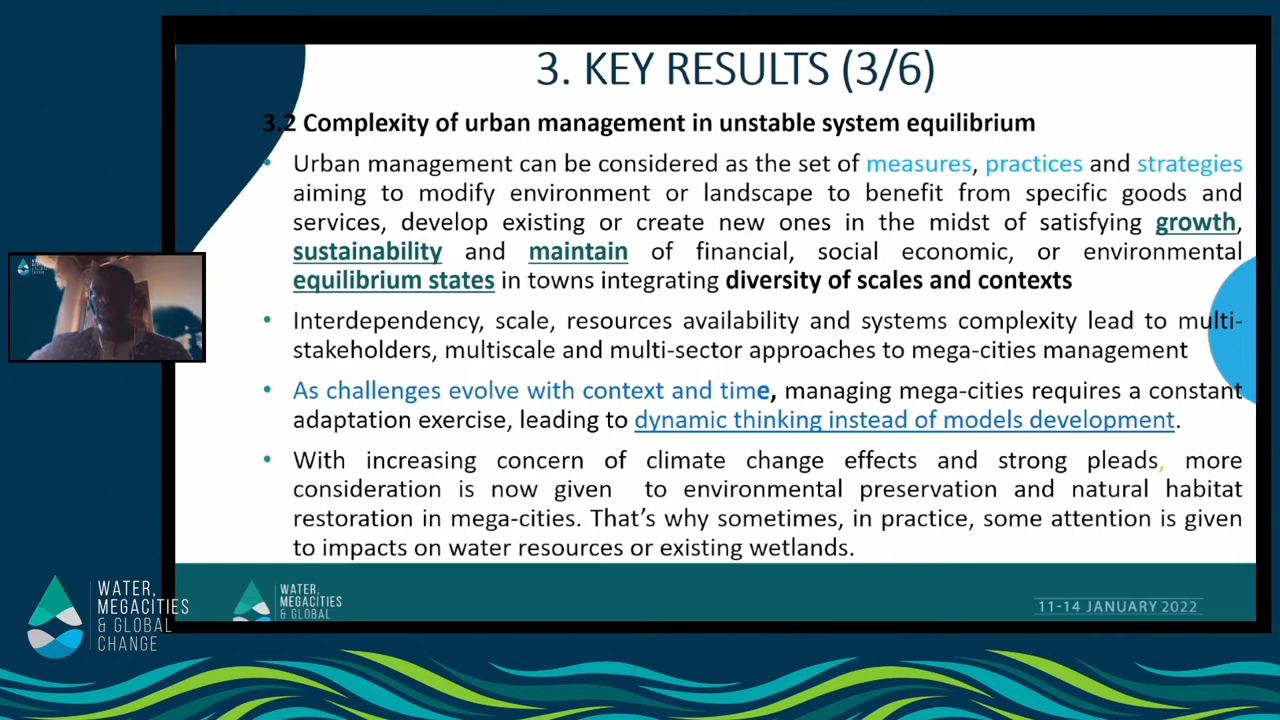 3. KEY RESULTS (3/6)
3.2 Complexity of urban management in unstable system equilibrium
• Urban management can be considered as the set of measures, practices and strategies
aiming to modify environment or landscape to benefit from specific goods and
services, develop existing or create new ones in the midst of satisfying growth,
sustainability and maintain of financial, social economic, or environmental
equilibrium states in towns integrating diversity of scales and contexts
• Interdependency, scale, resources availability and systems complexity lead to multi-
stakeholders, multiscale and multi-sector approaches to mega-cities management
• As challenges evolve with context and time, managing mega-cities requires a constant
adaptation exercise, leading to dynamic thinking instead of models development.
• With increasing concern of climate change effects and strong pleads, more
consideration is now given to environmental preservation and natural habitat
restoration in mega-cities. That's why sometimes, in practice, some attention is given
to impacts on water resources or existing wetlands.
WATER,
MEGACITIES
& GLOBAL
11-14 JANUARY 2022
WATER,
MEGACITIES
& GLOBAL
CHANGE